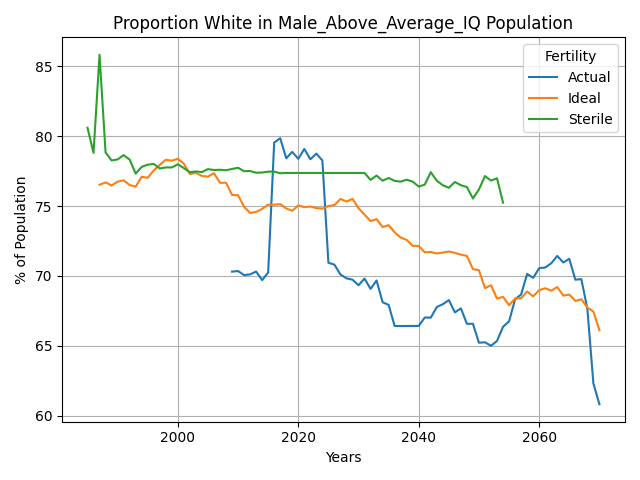 Proportion White in Male_Above_Average_IQ Population
Fertility
Actual
Ideal
Sterile
% of Population
85
80
75
70
65
60
2000
2020
2040
2060
Years